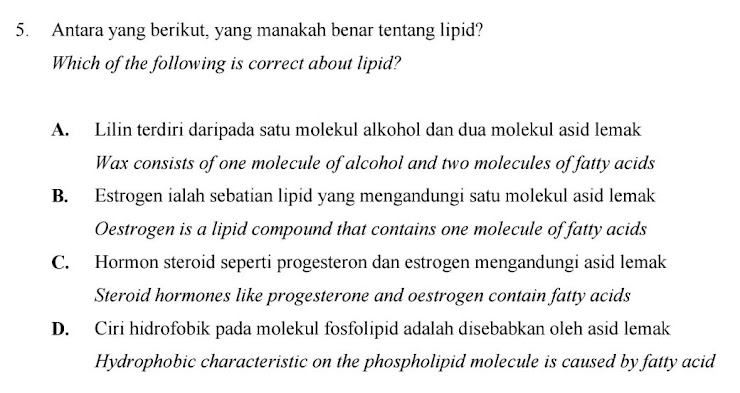 5. Antara yang berikut, yang manakah benar tentang lipid?
Which of the following is correct about lipid?
A. Lilin terdiri daripada satu molekul alkohol dan dua molekul asid lemak
Wax consists of one molecule of alcohol and two molecules of fatty acids
B. Estrogen ialah sebatian lipid yang mengandungi satu molekul asid lemak
Oestrogen is a lipid compound that contains one molecule of fatty acids
C. Hormon steroid seperti progesteron dan estrogen mengandungi asid lemak
Steroid hormones like progesterone and oestrogen contain fatty acids
D. Ciri hidrofobik pada molekul fosfolipid adalah disebabkan oleh asid lemak
Hydrophobic characteristic on the phospholipid molecule is caused by fatty acid